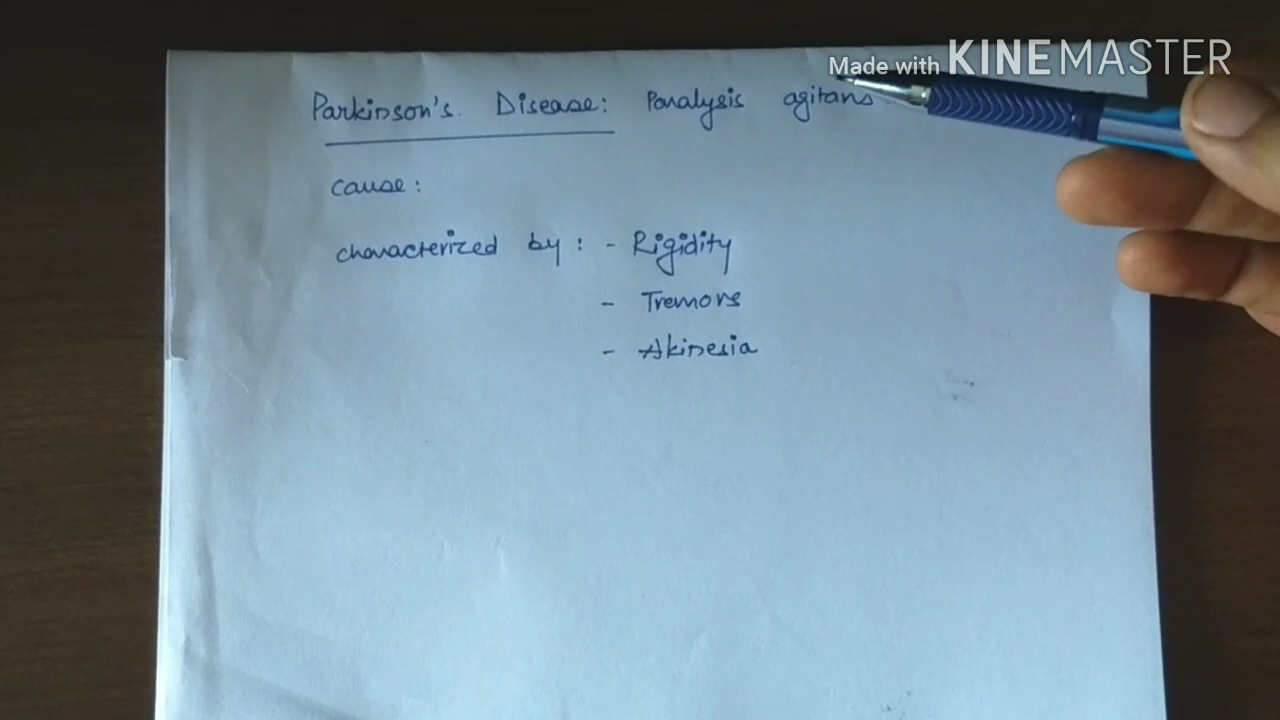 Made with KINEMASTER
Parkinson's. Disease: Paralysis agitans
cause:
characterized by: - Rigidity
- Tremors
- Akinesia